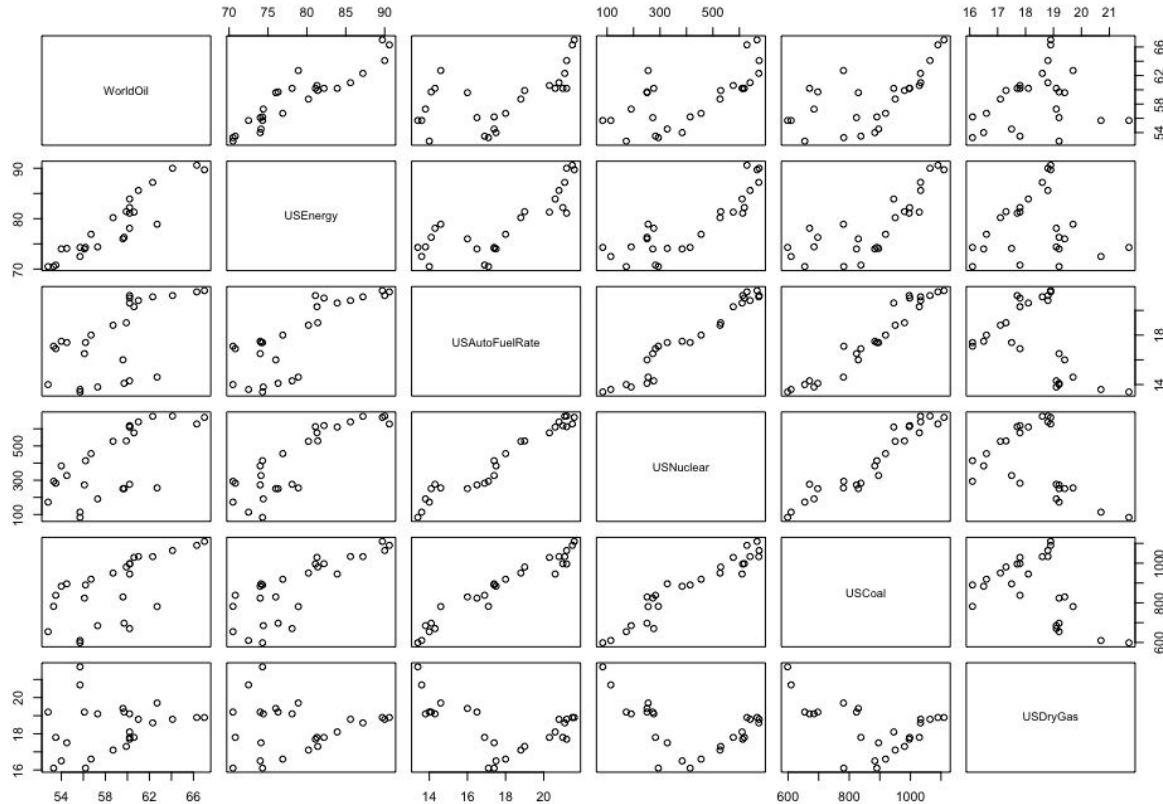 70 75 80 85 90 100 300 500 16 17 18 19 20 21
WorldOil 54 58 62 66
70 80 90 USEnergy
USAutoFuelRate 14 18
100 300 500 USNuclear
USCoal 600 800 1000
16 17 18 19 USDryGas
54 58 62 66 14 16 18 20 600 800 1000